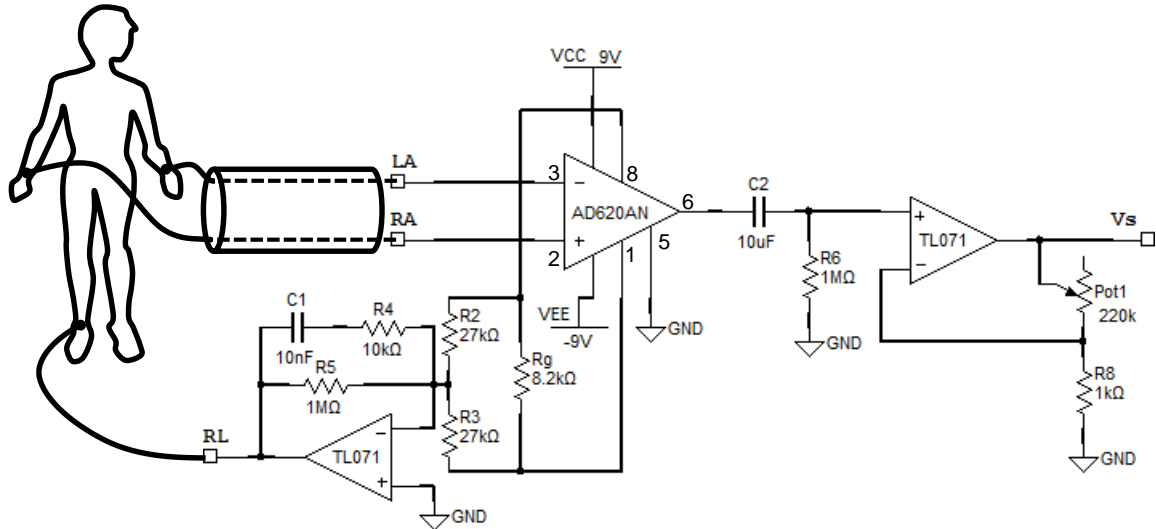 VCC 9V
LA
3
−
8
AD620AN
6
RA
+
2
1
5
C2
10uF
+
TL071
−
Vs
R6
1MΩ
Pot1
220k
GND
VEE
-9V
GND
C1
10nF
R4
10kΩ
R2
27kΩ
Rg
8.2kΩ
R5
1MΩ
R3
27kΩ
R8
1kΩ
RL
TL071
−
+
GND
GND